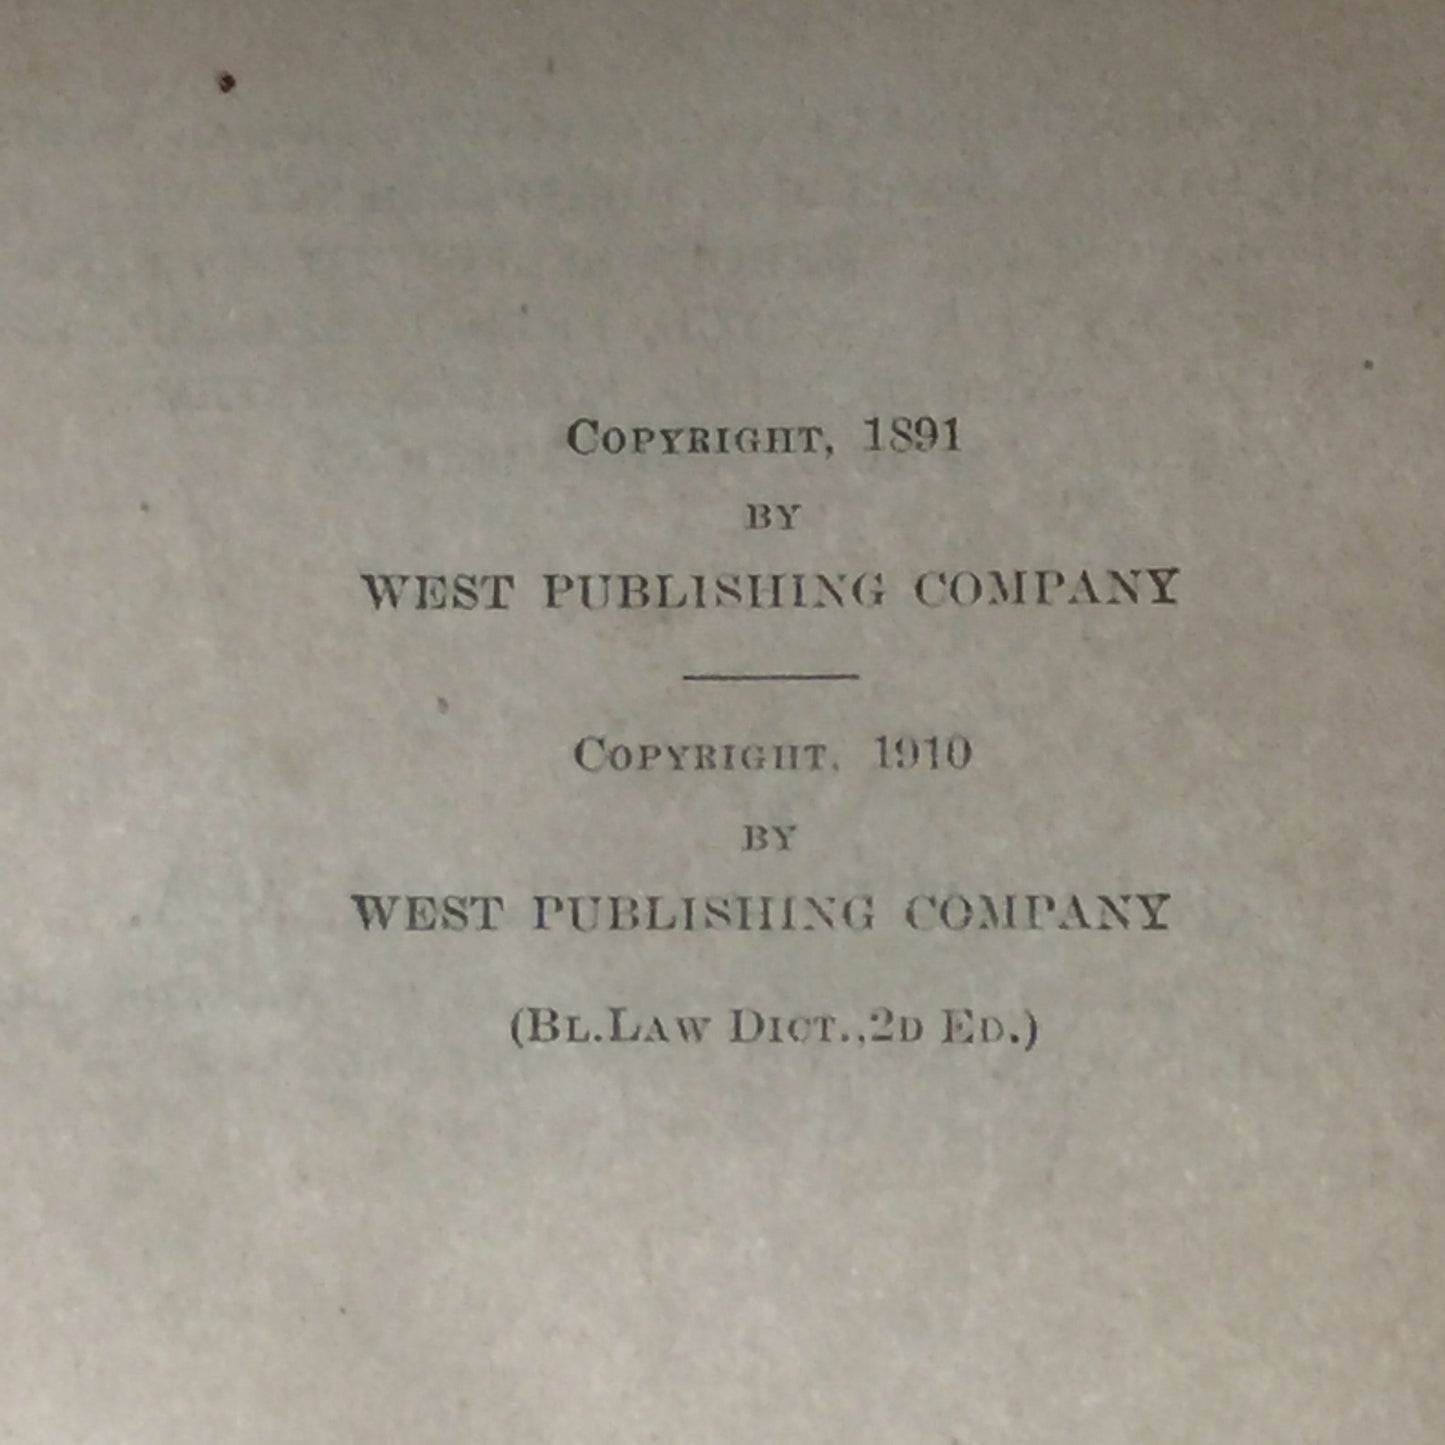 COPYRIGHT, 1891
BY
WEST PUBLISHING COMPANY
COPYRIGHT, 1910
BY
WEST PUBLISHING COMPANY
(BL.LAW DICT.,2D ED.)